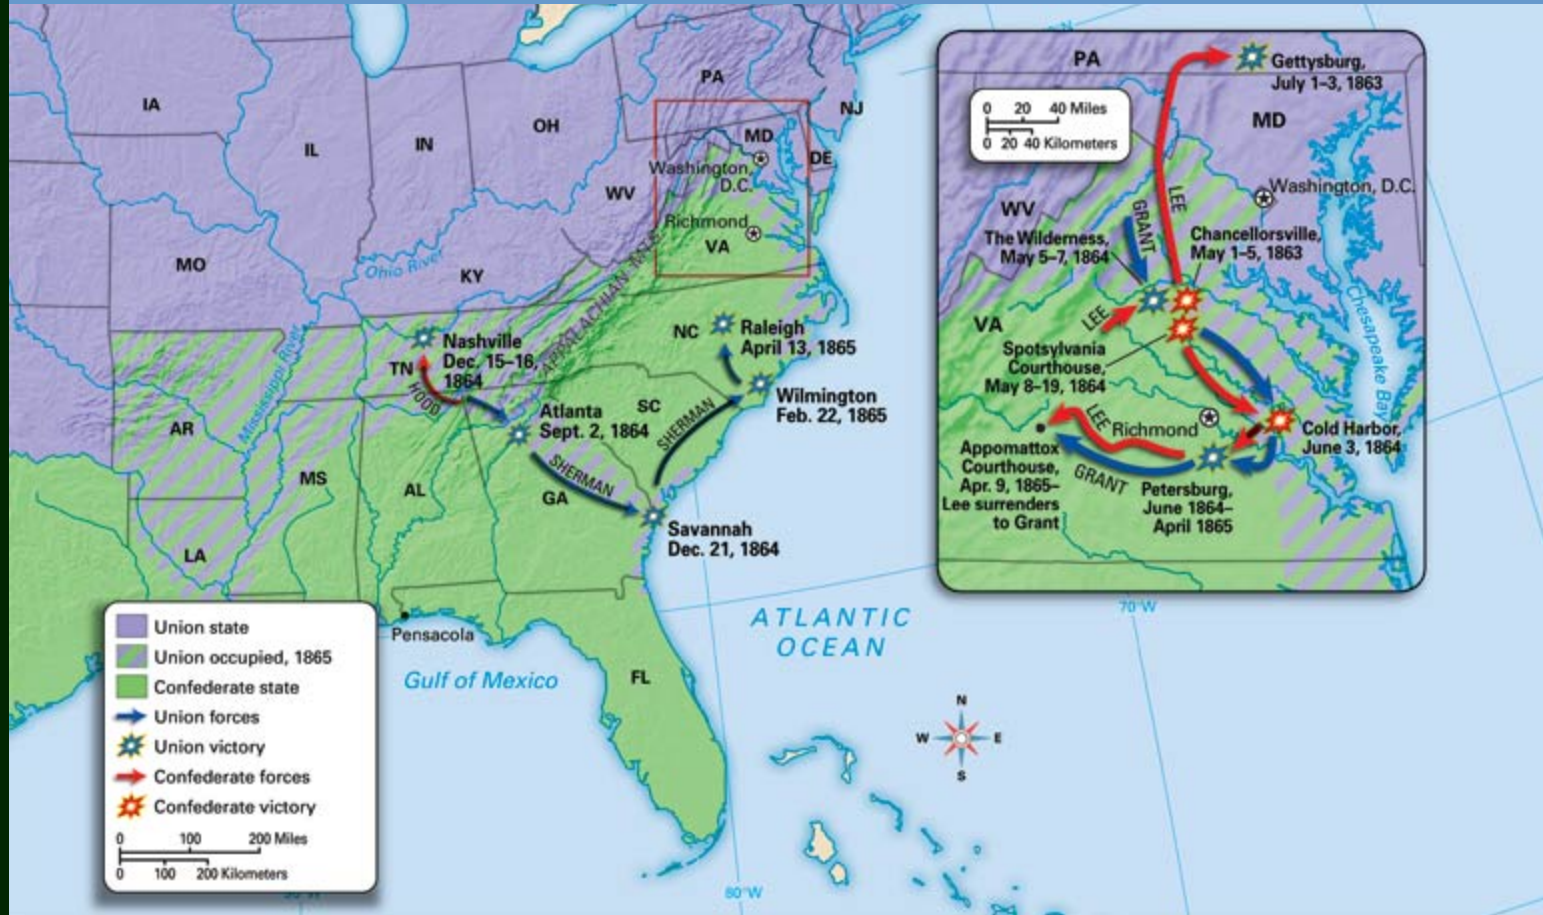 IA
IL
IN
OH
PA
NJ
MD
DE
Washington,
D.C.
WV
Richmond
VA
MO
KY
Ohio River
APPALACHIAN MTS.
Mississippi River
NC
Raleigh
April 13, 1865
Nashville
Dec. 15–16,
1864
TN
HOOD
Wilmington
Feb. 22, 1865
Atlanta
Sept. 2, 1864
SC
SHERMAN
AR
MS
AL
GA
SHERMAN
Savannah
Dec. 21, 1864
LA
Pensacola
Gulf of Mexico
FL
ATLANTIC
OCEAN
70°W
80°W
N
W E
S
Union state
Union occupied, 1865
Confederate state
Union forces
Union victory
Confederate forces
Confederate victory
0 100 200 Miles
0 100 200 Kilometers
PA
Gettysburg,
July 1–3, 1863
0 20 40 Miles
0 20 40 Kilometers
MD
Washington, D.C.
WV
GRANT
LEE
The Wilderness,
May 5–7, 1864
Chancellorsville,
May 1–5, 1863
VA
LEE
Spotsylvania
Courthouse,
May 8–19, 1864
Chesapeake Bay
LEE
Richmond
Cold Harbor,
June 3, 1864
Appomattox
Courthouse,
Apr. 9, 1865–
Lee surrenders
to Grant
GRANT
Petersburg,
June 1864–
April 1865